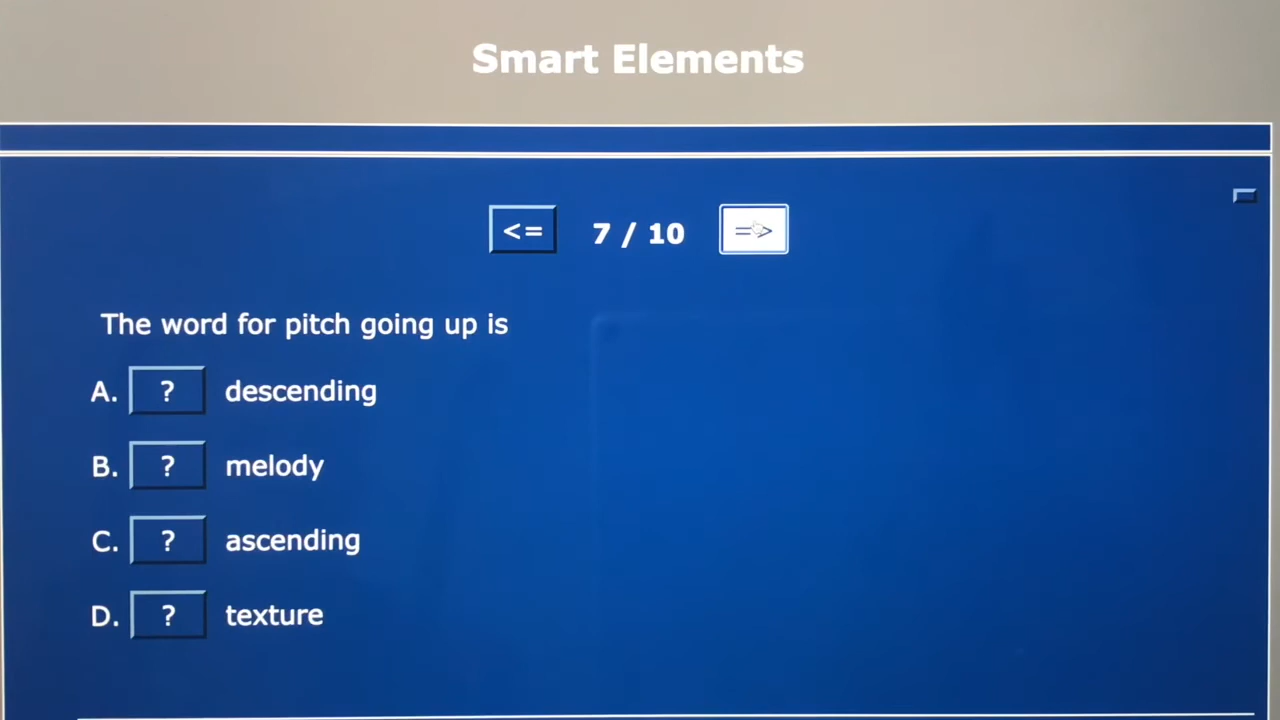 Smart Elements
<= 7 / 10 =>
The word for pitch going up is
A. ? descending
B. ? melody
C. ? ascending
D. ? texture